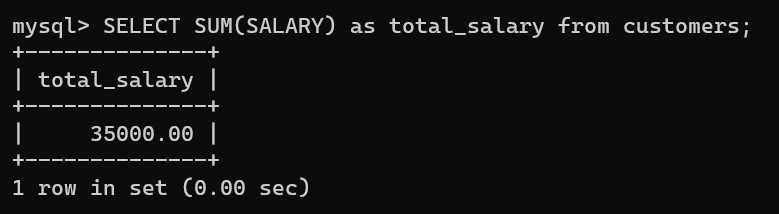 mysql> SELECT SUM(SALARY) as total_salary from customers;
+--------------+
| total_salary |
+--------------+
|     35000.00 |
+--------------+
1 row in set (0.00 sec)